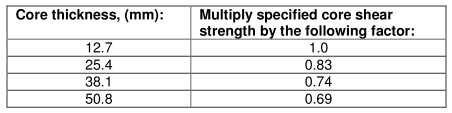 Core thickness, (mm): Multiply specified core shear
strength by the following factor:
12.7 1.0
25.4 0.83
38.1 0.74
50.8 0.69